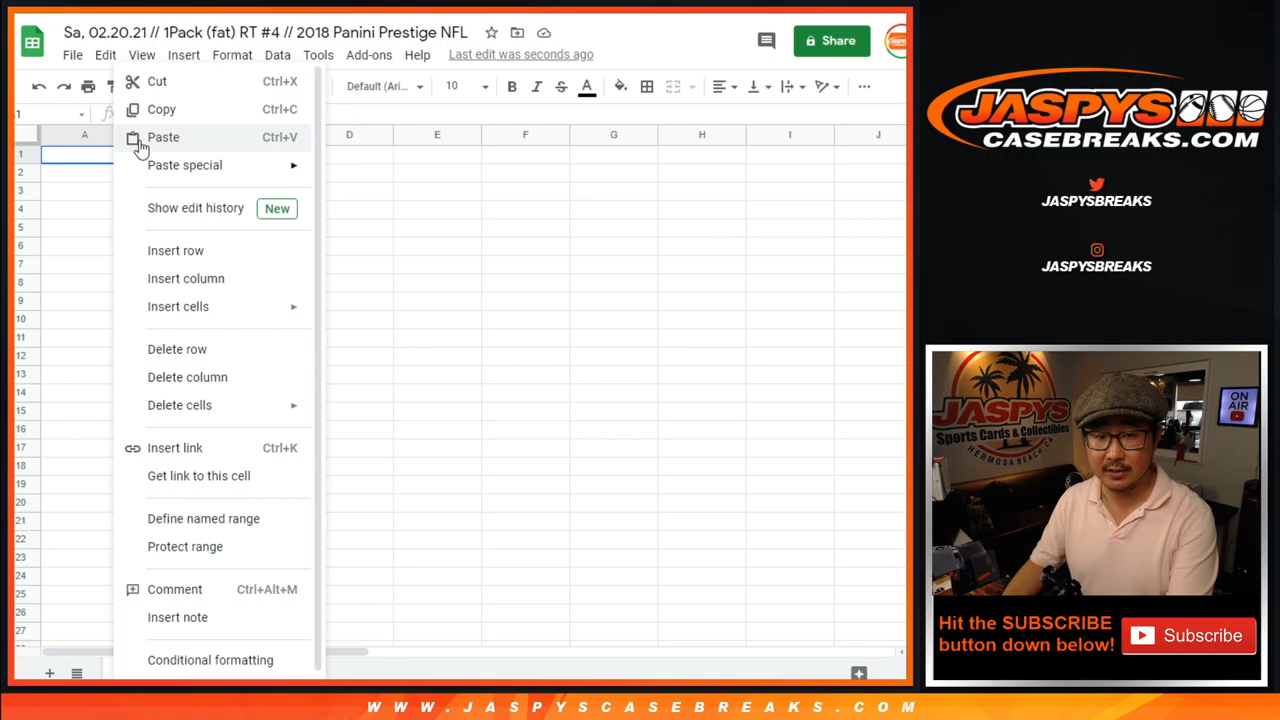 Sa, 02.20.21 // 1Pack (fat) RT #4 // 2018 Panini Prestige NFL
Share
File Edit View Insert Format Data Tools Add-ons Help Last edit was seconds ago
Default (Ari... 10 B I S A
A D E F G H I J
Cut Ctrl+X
Copy Ctrl+C
Paste Ctrl+V
Paste special
Show edit history New
Insert row
Insert column
Insert cells
Delete row
Delete column
Delete cells
Insert link Ctrl+K
Get link to this cell
Define named range
Protect range
Comment Ctrl+Alt+M
Insert note
Conditional formatting
1
2
3
4
5
6
7
8
9
10
11
12
13
14
15
16
17
18
19
20
21
22
23
24
25
26
27
JASPYS
CASEBREAKS.COM
JASPYSBREAKS
JASPYSBREAKS
JASPYS
Sports Cards & Collectibles
HERMOSA BEACH, CA
ON
AIR
Hit the SUBSCRIBE
button down below!
Subscribe
WWW.JASPYSCASEBREAKS.COM